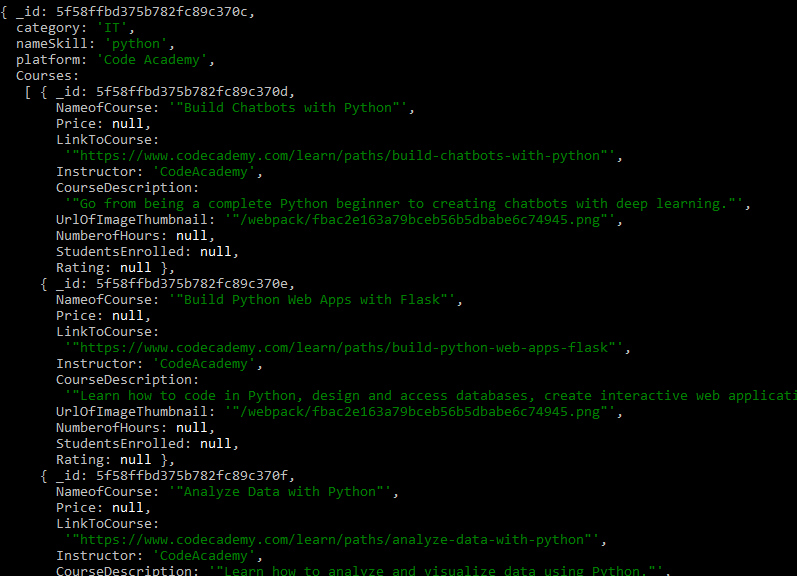 { _id: 5f58ffbd375b782fc89c370c,
  category: 'IT',
  nameSkill: 'python',
  platform: 'Code Academy',
  Courses:
   [ { _id: 5f58ffbd375b782fc89c370d,
       NameofCourse: '"Build Chatbots with Python"',
       Price: null,
       LinkToCourse:
        '"https://www.codecademy.com/learn/paths/build-chatbots-with-python"',
       Instructor: 'CodeAcademy',
       CourseDescription:
        '"Go from being a complete Python beginner to creating chatbots with deep learning."',
       UrlOfImageThumbnail: '"/webpack/fbac2e163a79bceb56b5dbabe6c74945.png"',
       NumberofHours: null,
       StudentsEnrolled: null,
       Rating: null },
     { _id: 5f58ffbd375b782fc89c370e,
       NameofCourse: '"Build Python Web Apps with Flask"',
       Price: null,
       LinkToCourse:
        '"https://www.codecademy.com/learn/paths/build-python-web-apps-flask"',
       Instructor: 'CodeAcademy',
       CourseDescription:
        '"Learn how to code in Python, design and access databases, create interactive web applicati
       UrlOfImageThumbnail: '"/webpack/fbac2e163a79bceb56b5dbabe6c74945.png"',
       NumberofHours: null,
       StudentsEnrolled: null,
       Rating: null },
     { _id: 5f58ffbd375b782fc89c370f,
       NameofCourse: '"Analyze Data with Python"',
       Price: null,
       LinkToCourse:
        '"https://www.codecademy.com/learn/paths/analyze-data-with-python"',
       Instructor: 'CodeAcademy',
       CourseDescription: '"Learn how to analyze and visualize data using Python."',